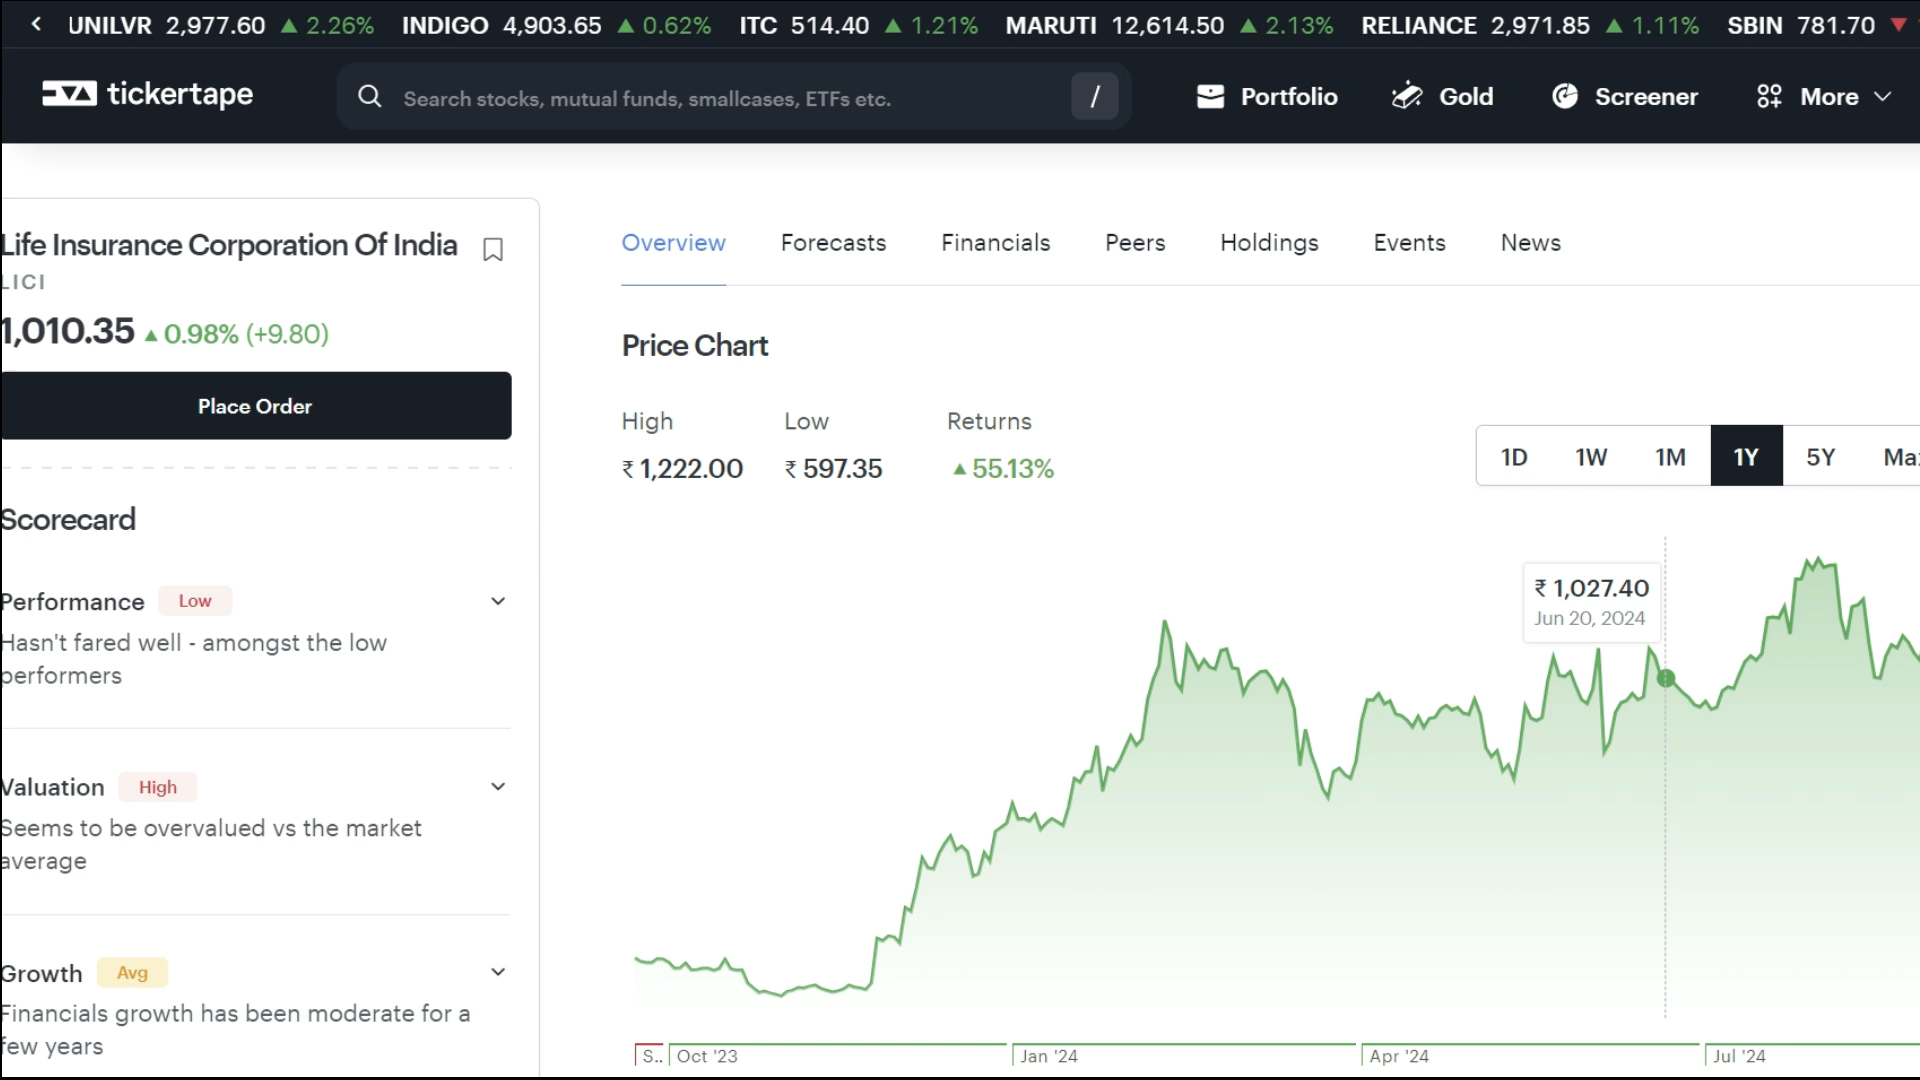 UNILVR 2,977.60 ▲ 2.26% INDIGO 4,903.65 ▲ 0.62% ITC 514.40 ▲ 1.21% MARUTI 12,614.50 ▲ 2.13% RELIANCE 2,971.85 ▲ 1.11% SBIN 781.70 ▼
tickertape
Search stocks, mutual funds, smallcases, ETFs etc.
/
Portfolio
Gold
Screener
More
Life Insurance Corporation Of India
LICI
1,010.35 ▲ 0.98% (+9.80)
Place Order
Scorecard
Performance Low
Hasn't fared well - amongst the low
performers
Valuation High
Seems to be overvalued vs the market
average
Growth Avg
Financials growth has been moderate for a
few years
Overview Forecasts Financials Peers Holdings Events News
Price Chart
High Low Returns
₹ 1,222.00 ₹ 597.35 ▲ 55.13%
1D 1W 1M 1Y 5Y Ma
₹ 1,027.40
Jun 20, 2024
S.. Oct '23 Jan '24 Apr '24 Jul '24